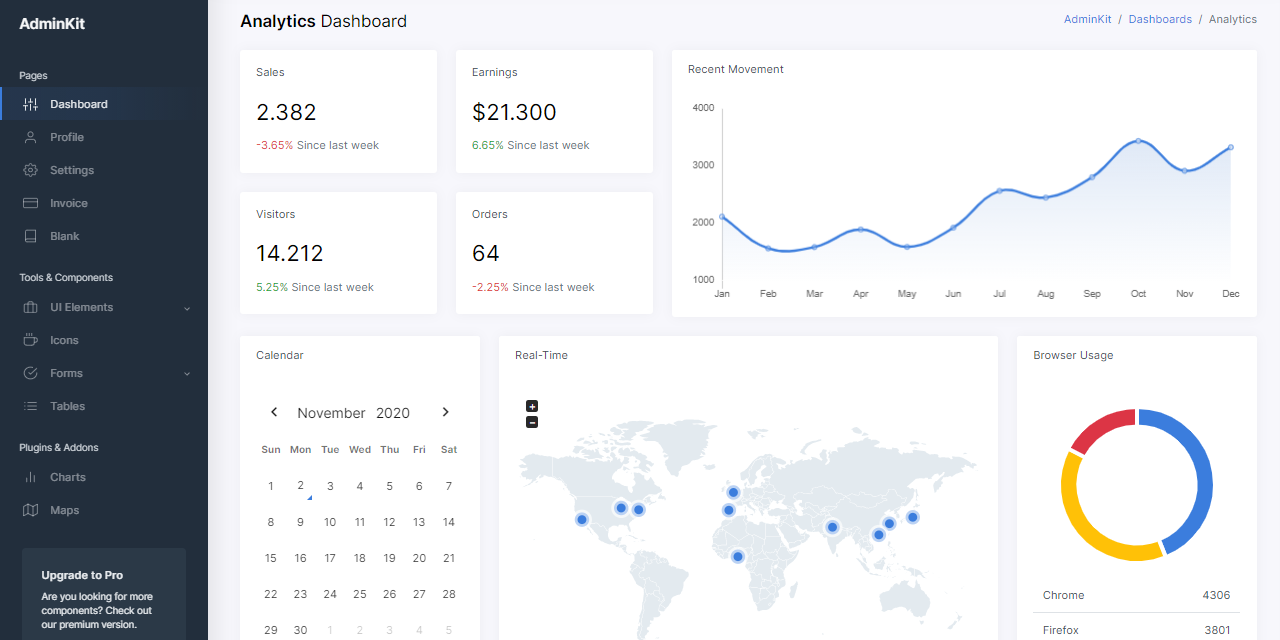 AdminKit
Pages
Dashboard
Profile
Settings
Invoice
Blank
Tools & Components
UI Elements
Icons
Forms
Tables
Plugins & Addons
Charts
Maps
Upgrade to Pro
Are you looking for more
components? Check out
our premium version.
Analytics Dashboard
AdminKit / Dashboards / Analytics
Sales
2.382
-3.65% Since last week
Earnings
$21.300
6.65% Since last week
Visitors
14.212
5.25% Since last week
Orders
64
-2.25% Since last week
Recent Movement
4000
3000
2000
1000
Jan Feb Mar Apr May Jun Jul Aug Sep Oct Nov Dec
Calendar
November 2020
Sun Mon Tue Wed Thu Fri Sat
1 2 3 4 5 6 7
8 9 10 11 12 13 14
15 16 17 18 19 20 21
22 23 24 25 26 27 28
29 30 1 2 3 4 5
Real-Time
+
-
Browser Usage
Chrome 4306
Firefox 3801